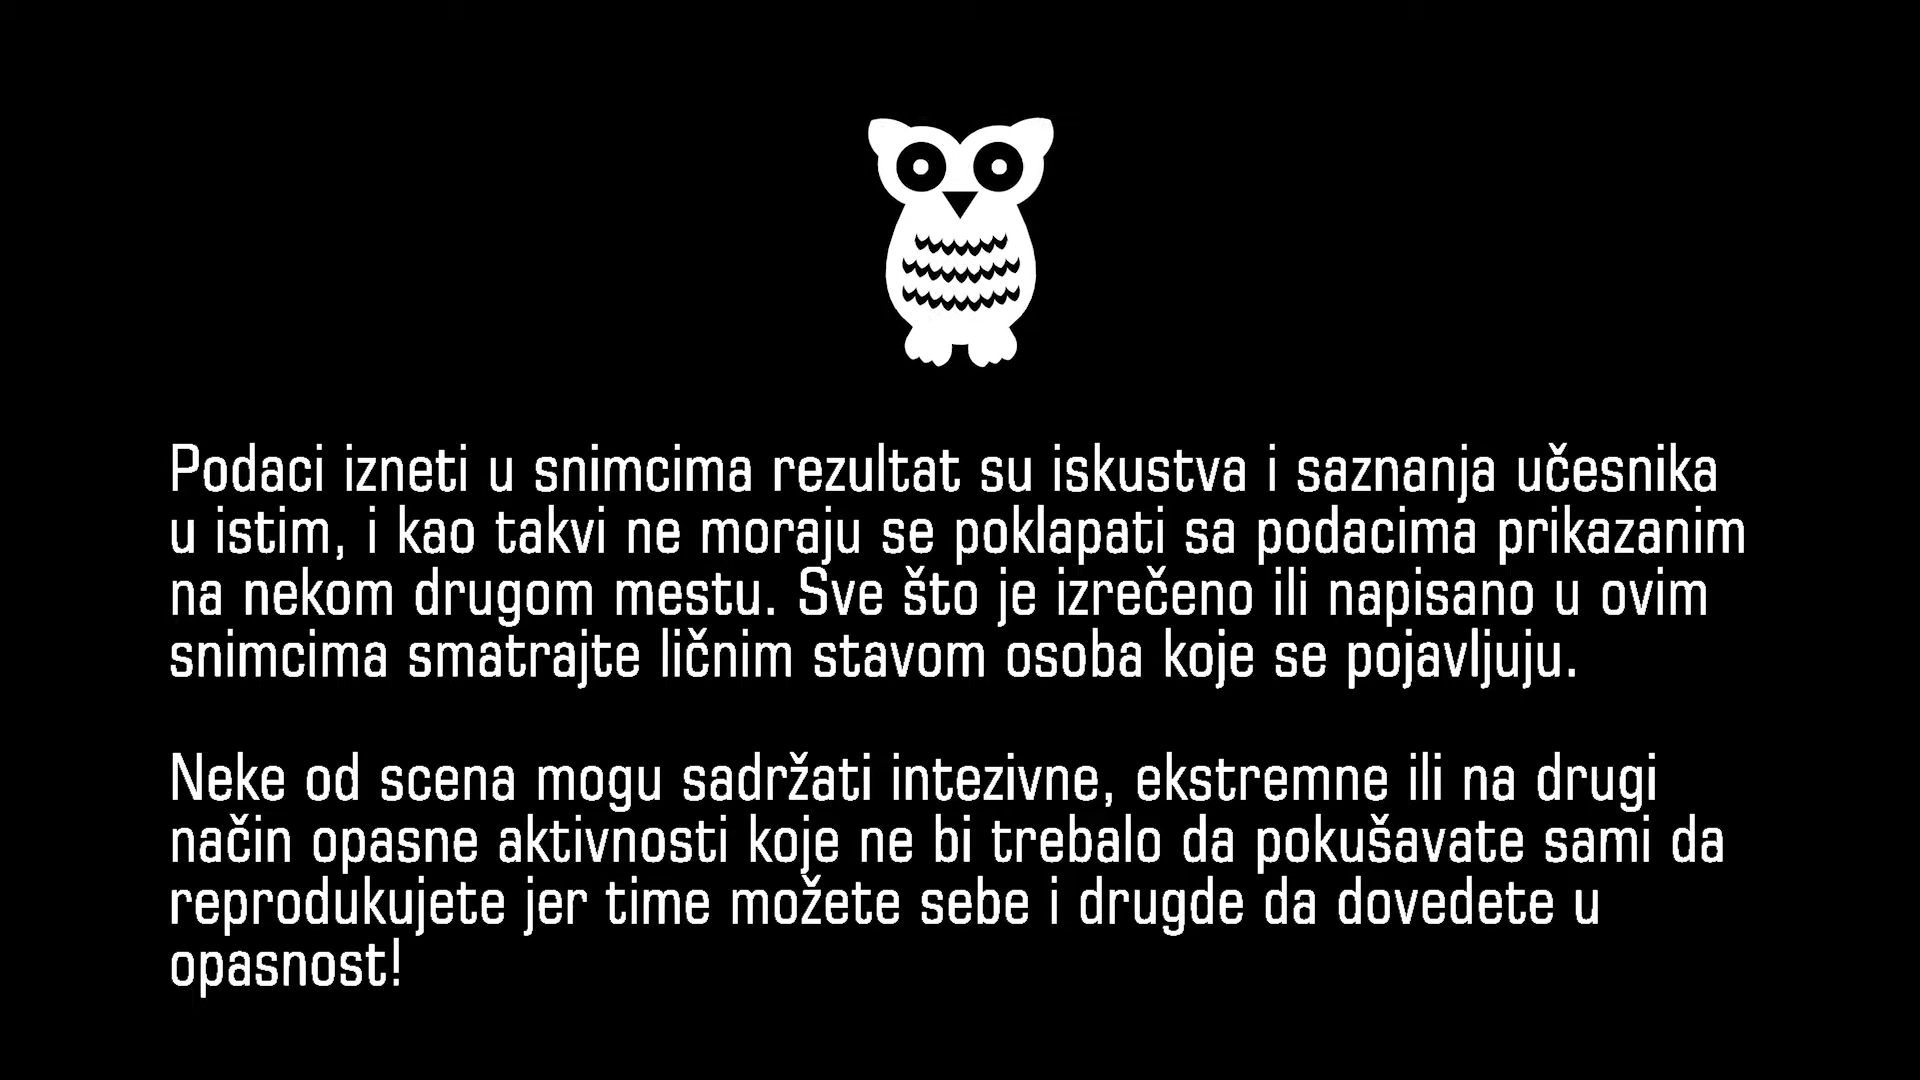 Podaci izneti u snimcima rezultat su iskustva i saznanja učesnika
u istim, i kao takvi ne moraju se poklapati sa podacima prikazanim
na nekom drugom mestu. Sve što je izrečeno ili napisano u ovim
snimcima smatrajte ličnim stavom osoba koje se pojavljuju.
Neke od scena mogu sadržati intezivne, ekstremne ili na drugi
način opasne aktivnosti koje ne bi trebalo da pokušavate sami da
reprodukujete jer time možete sebe i drugde da dovedete u
opasnost!